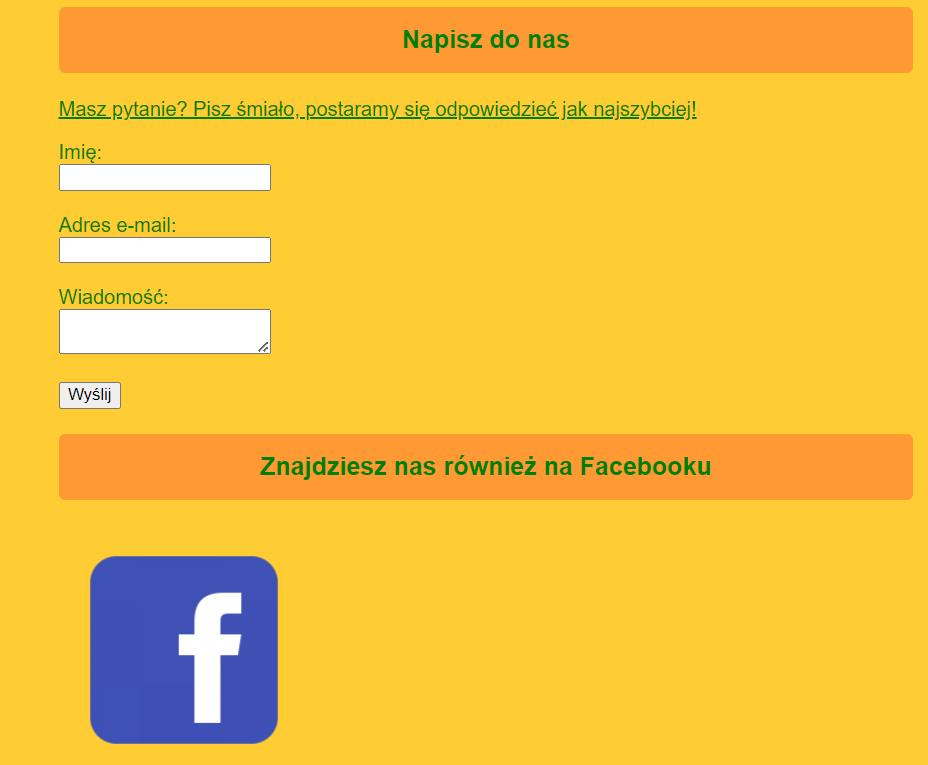 Napisz do nas
Masz pytanie? Pisz śmiało, postaramy się odpowiedzieć jak najszybciej!
Imię:
Adres e-mail:
Wiadomość:
Wyślij
Znajdziesz nas również na Facebooku
f